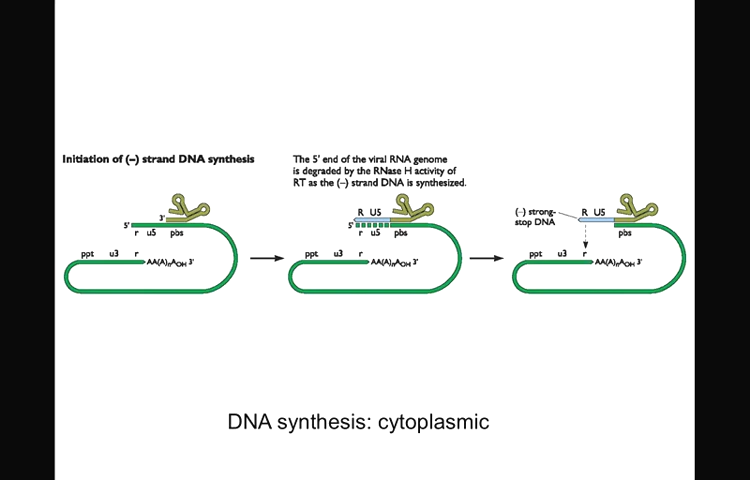 Initiation of (–) strand DNA synthesis
The 5' end of the viral RNA genome
is degraded by the RNase H activity of
RT as the (–) strand DNA is synthesized.
3'
5'
r u5 pbs
ppt u3 r
AA(A)nAOH 3'
R U5
5'
r u5 pbs
ppt u3 r
AA(A)nAOH 3'
(–) strong-
stop DNA
R U5
pbs
ppt u3 r
AA(A)nAOH 3'
DNA synthesis: cytoplasmic